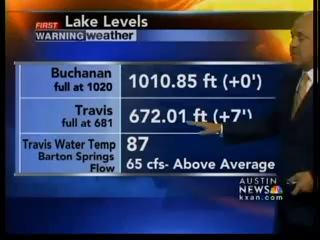 FIRST
WARNING weather
Lake Levels
Buchanan
full at 1020
1010.85 ft (+0')
Travis
full at 681
672.01 ft (+7')
Travis Water Temp
87
Barton Springs
Flow
65 cfs- Above Average
AUSTIN
NEWS
kxan.com